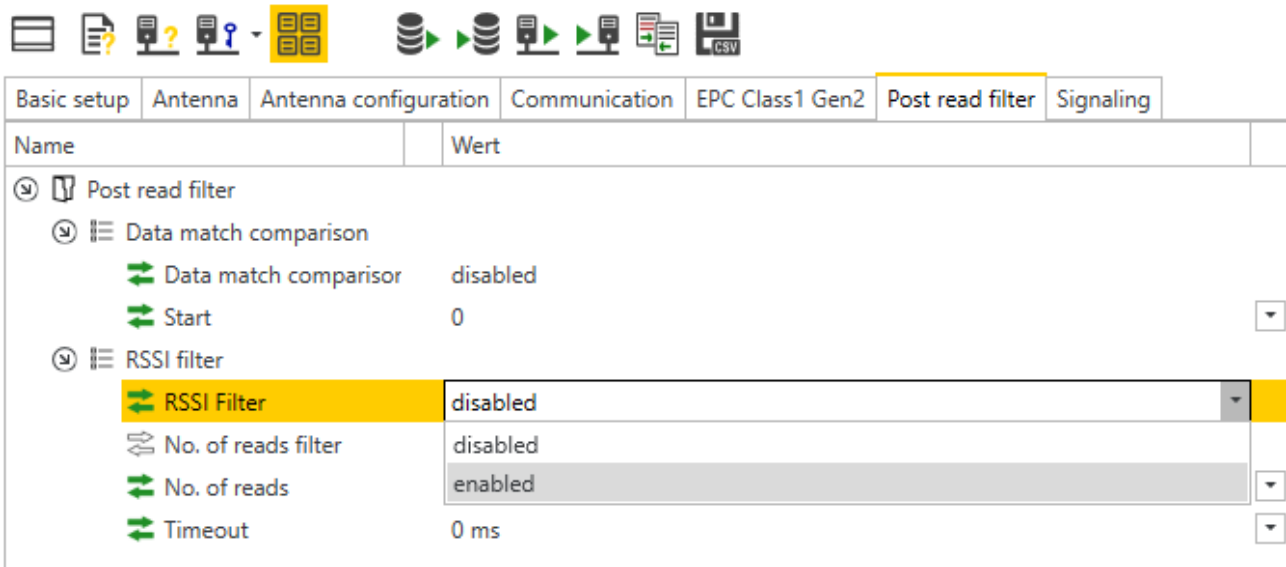 CSV
Basic setup Antenna Antenna configuration Communication EPC Class1 Gen2 Post read filter Signaling
Name Wert
Post read filter
Data match comparison
Data match comparisor disabled
Start 0
RSSI filter
RSSI Filter disabled
No. of reads filter disabled
No. of reads enabled
Timeout 0 ms